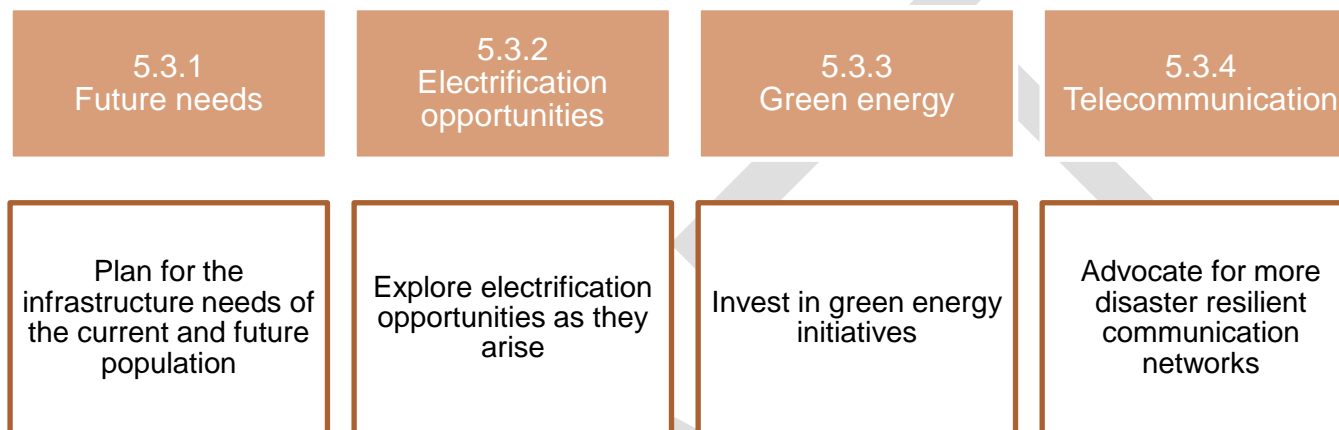 5.3.1
Future needs
5.3.2
Electrification
opportunities
5.3.3
Green energy
5.3.4
Telecommunication
Plan for the
infrastructure needs of
the current and future
population
Explore electrification
opportunities as they
arise
Invest in green energy
initiatives
Advocate for more
disaster resilient
communication
networks